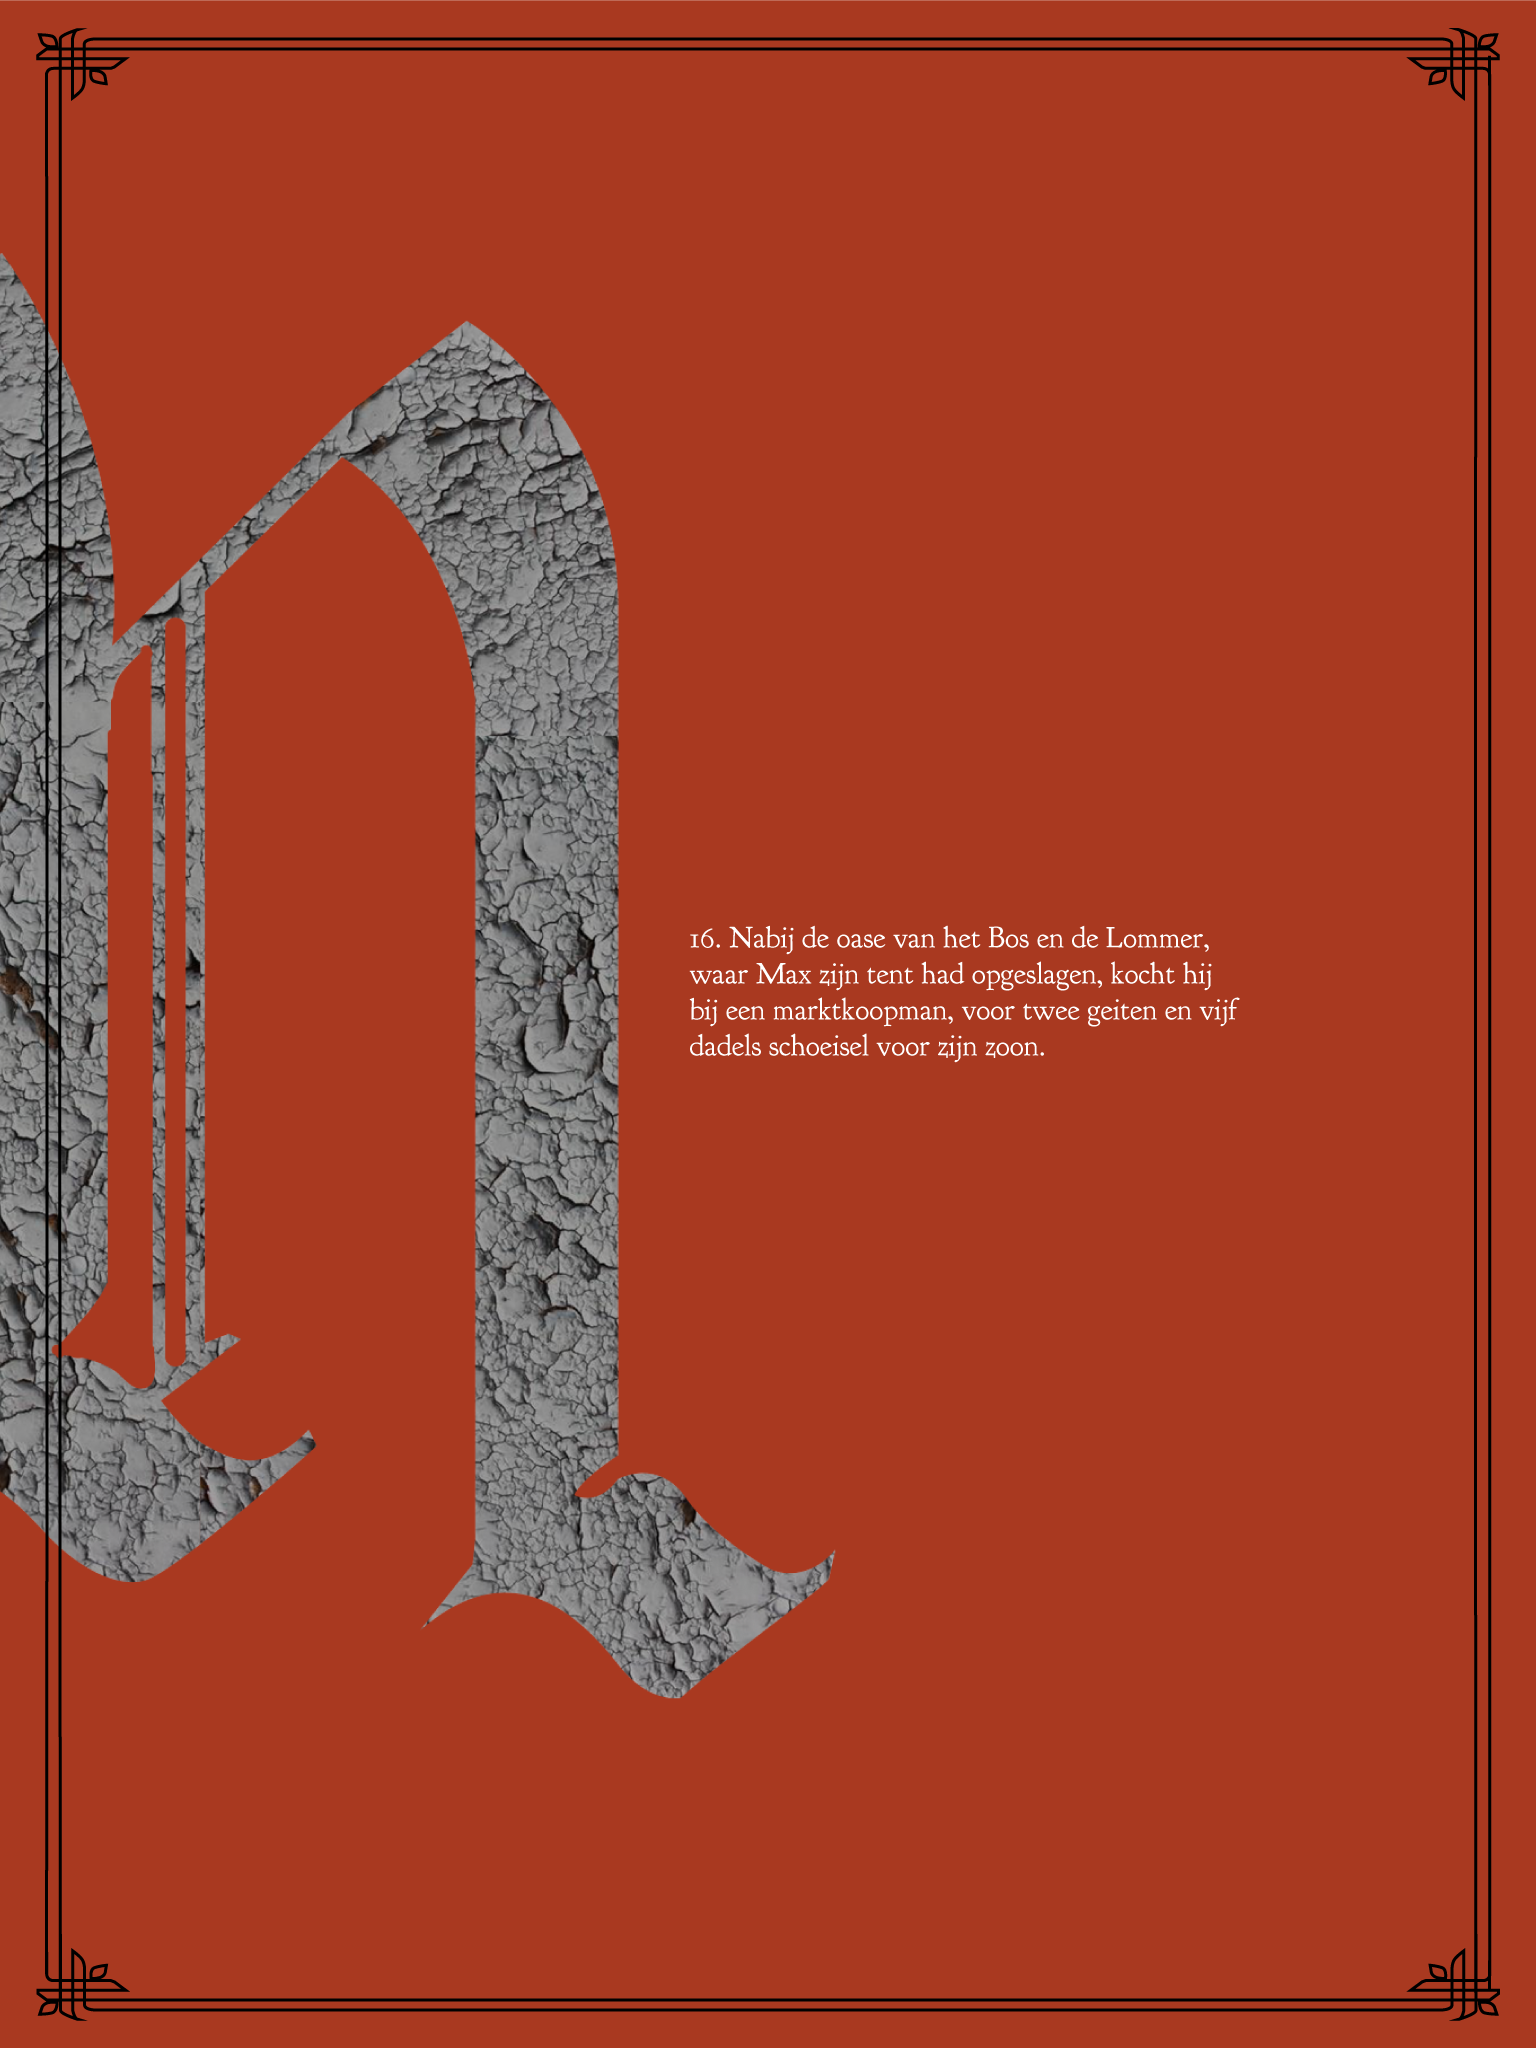 16. Nabij de oase van het Bos en de Lommer,
waar Max zijn tent had opgeslagen, kocht hij
bij een marktkoopman, voor twee geiten en vijf
dadels schoeisel voor zijn zoon.